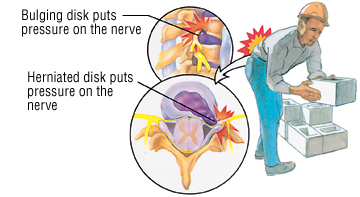 Bulging disk puts
pressure on the nerve
Herniated disk puts
pressure on the
nerve